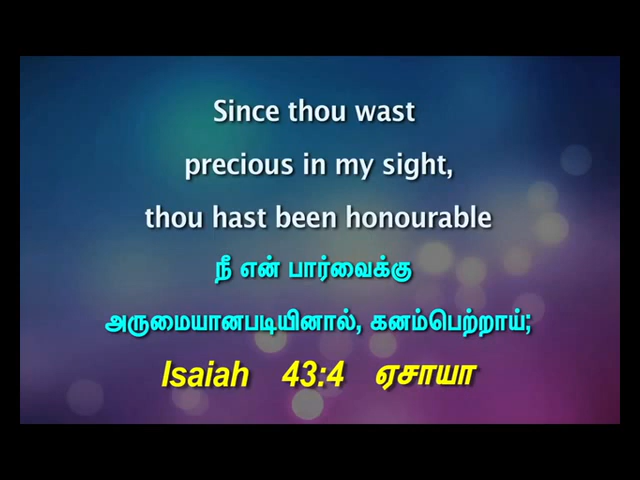 Since thou wast
precious in my sight,
thou hast been honourable
நீ என் பார்வைக்கு
அருமையானபடியினால், கனம்பெற்றாய்;
Isaiah 43:4 ஏசாயா